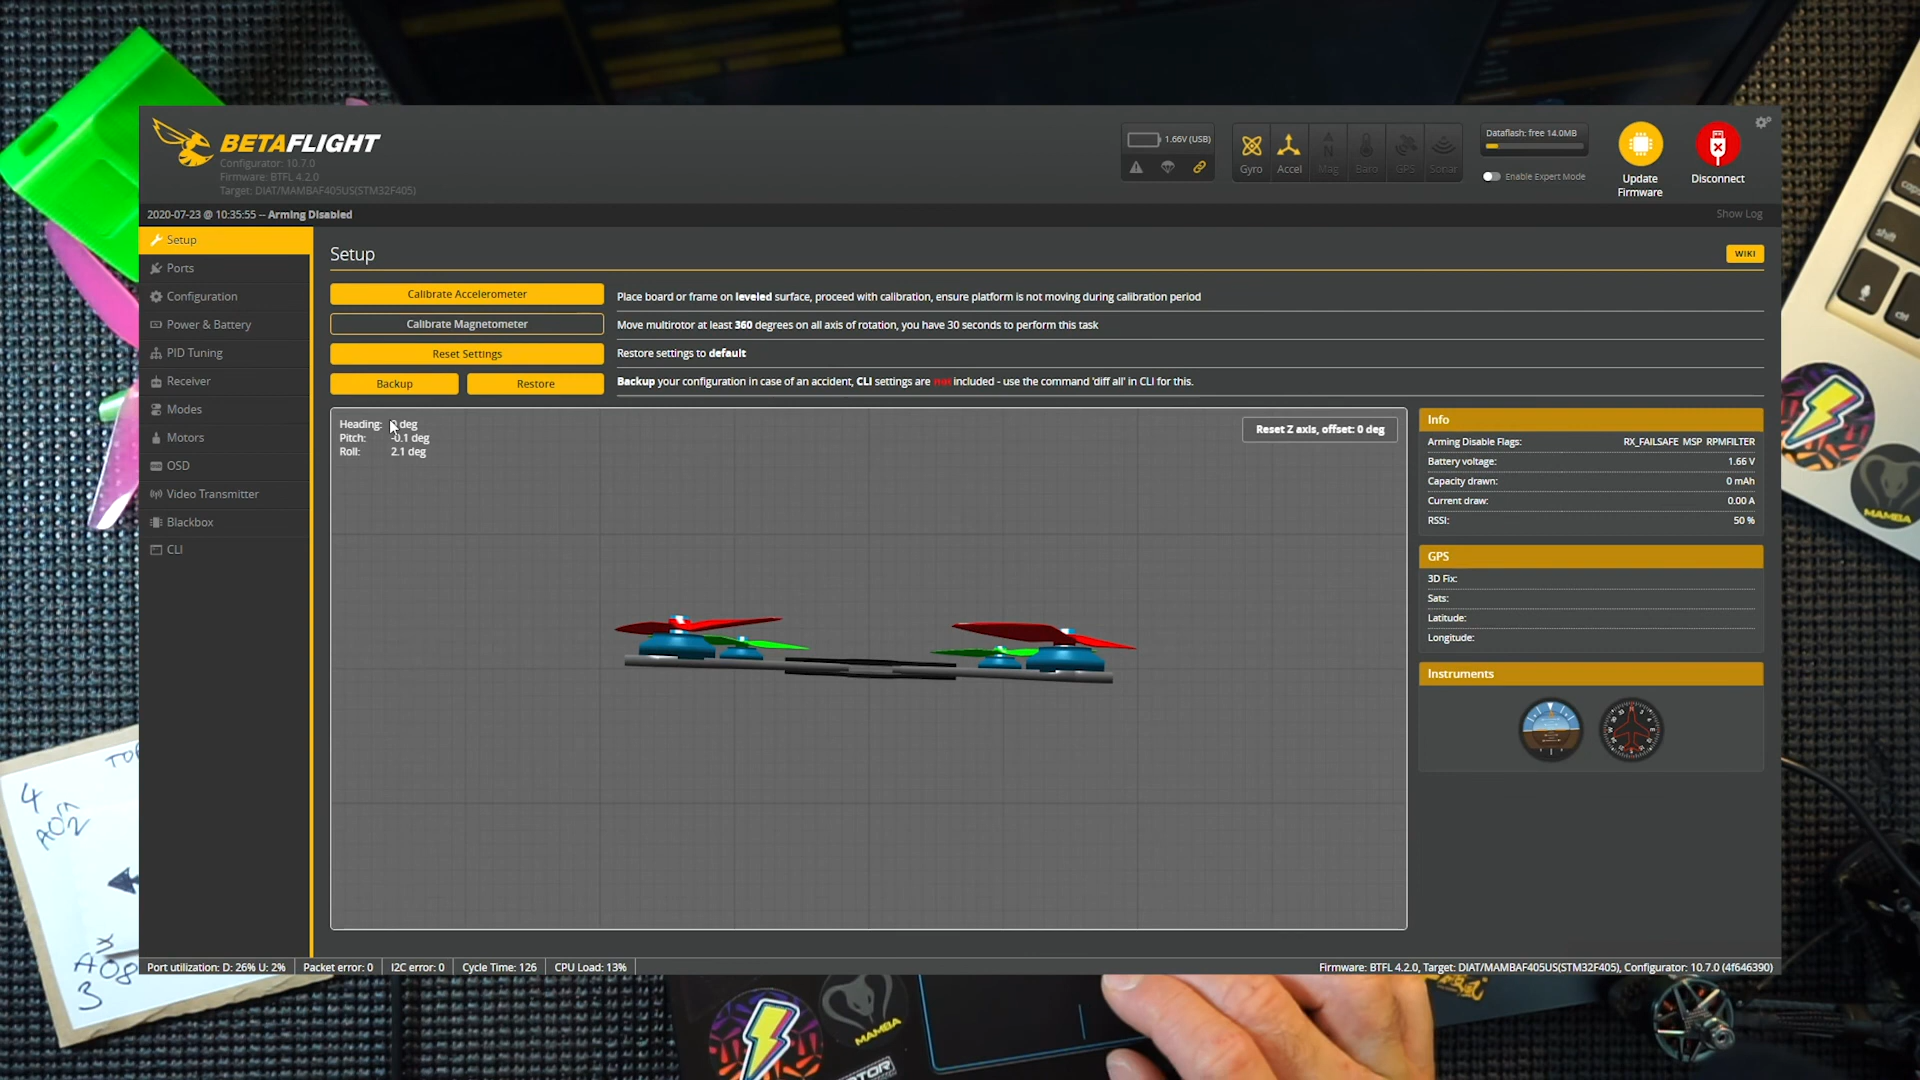 BETAFLIGHT
Configurator: 10.7.0
Firmware: BTFL 4.2.0
Target: DIAT/MAMBAF405US(STM32F405)
1.66V (USB)
Gyro
Accel
Mag
Baro
GPS
Sonar
Dataflash: free 14.0MB
Enable Expert Mode
Update
Firmware
Disconnect
2020-07-23 @ 10:35:55 -- Arming Disabled
Show Log
Setup
Ports
Configuration
Power & Battery
PID Tuning
Receiver
Modes
Motors
OSD
Video Transmitter
Blackbox
CLI
Setup
WIKI
Calibrate Accelerometer
Place board or frame on leveled surface, proceed with calibration, ensure platform is not moving during calibration period
Calibrate Magnetometer
Move multirotor at least 360 degrees on all axis of rotation, you have 30 seconds to perform this task
Reset Settings
Restore settings to default
Backup
Restore
Backup your configuration in case of an accident, CLI settings are not included - use the command 'diff all' in CLI for this.
Heading: 0 deg
Pitch: -0.1 deg
Roll: 2.1 deg
Reset Z axis, offset: 0 deg
Info
Arming Disable Flags: RX_FAILSAFE MSP RPMFILTER
Battery voltage: 1.66 V
Capacity drawn: 0 mAh
Current draw: 0.00 A
RSSI: 50 %
GPS
3D Fix:
Sats:
Latitude:
Longitude:
Instruments
Port utilization: D: 26% U: 2%
Packet error: 0
I2C error: 0
Cycle Time: 126
CPU Load: 13%
Firmware: BTFL 4.2.0, Target: DIAT/MAMBAF405US(STM32F405), Configurator: 10.7.0 (4f646390)
4
3
shift
MAMBA
MAMBA